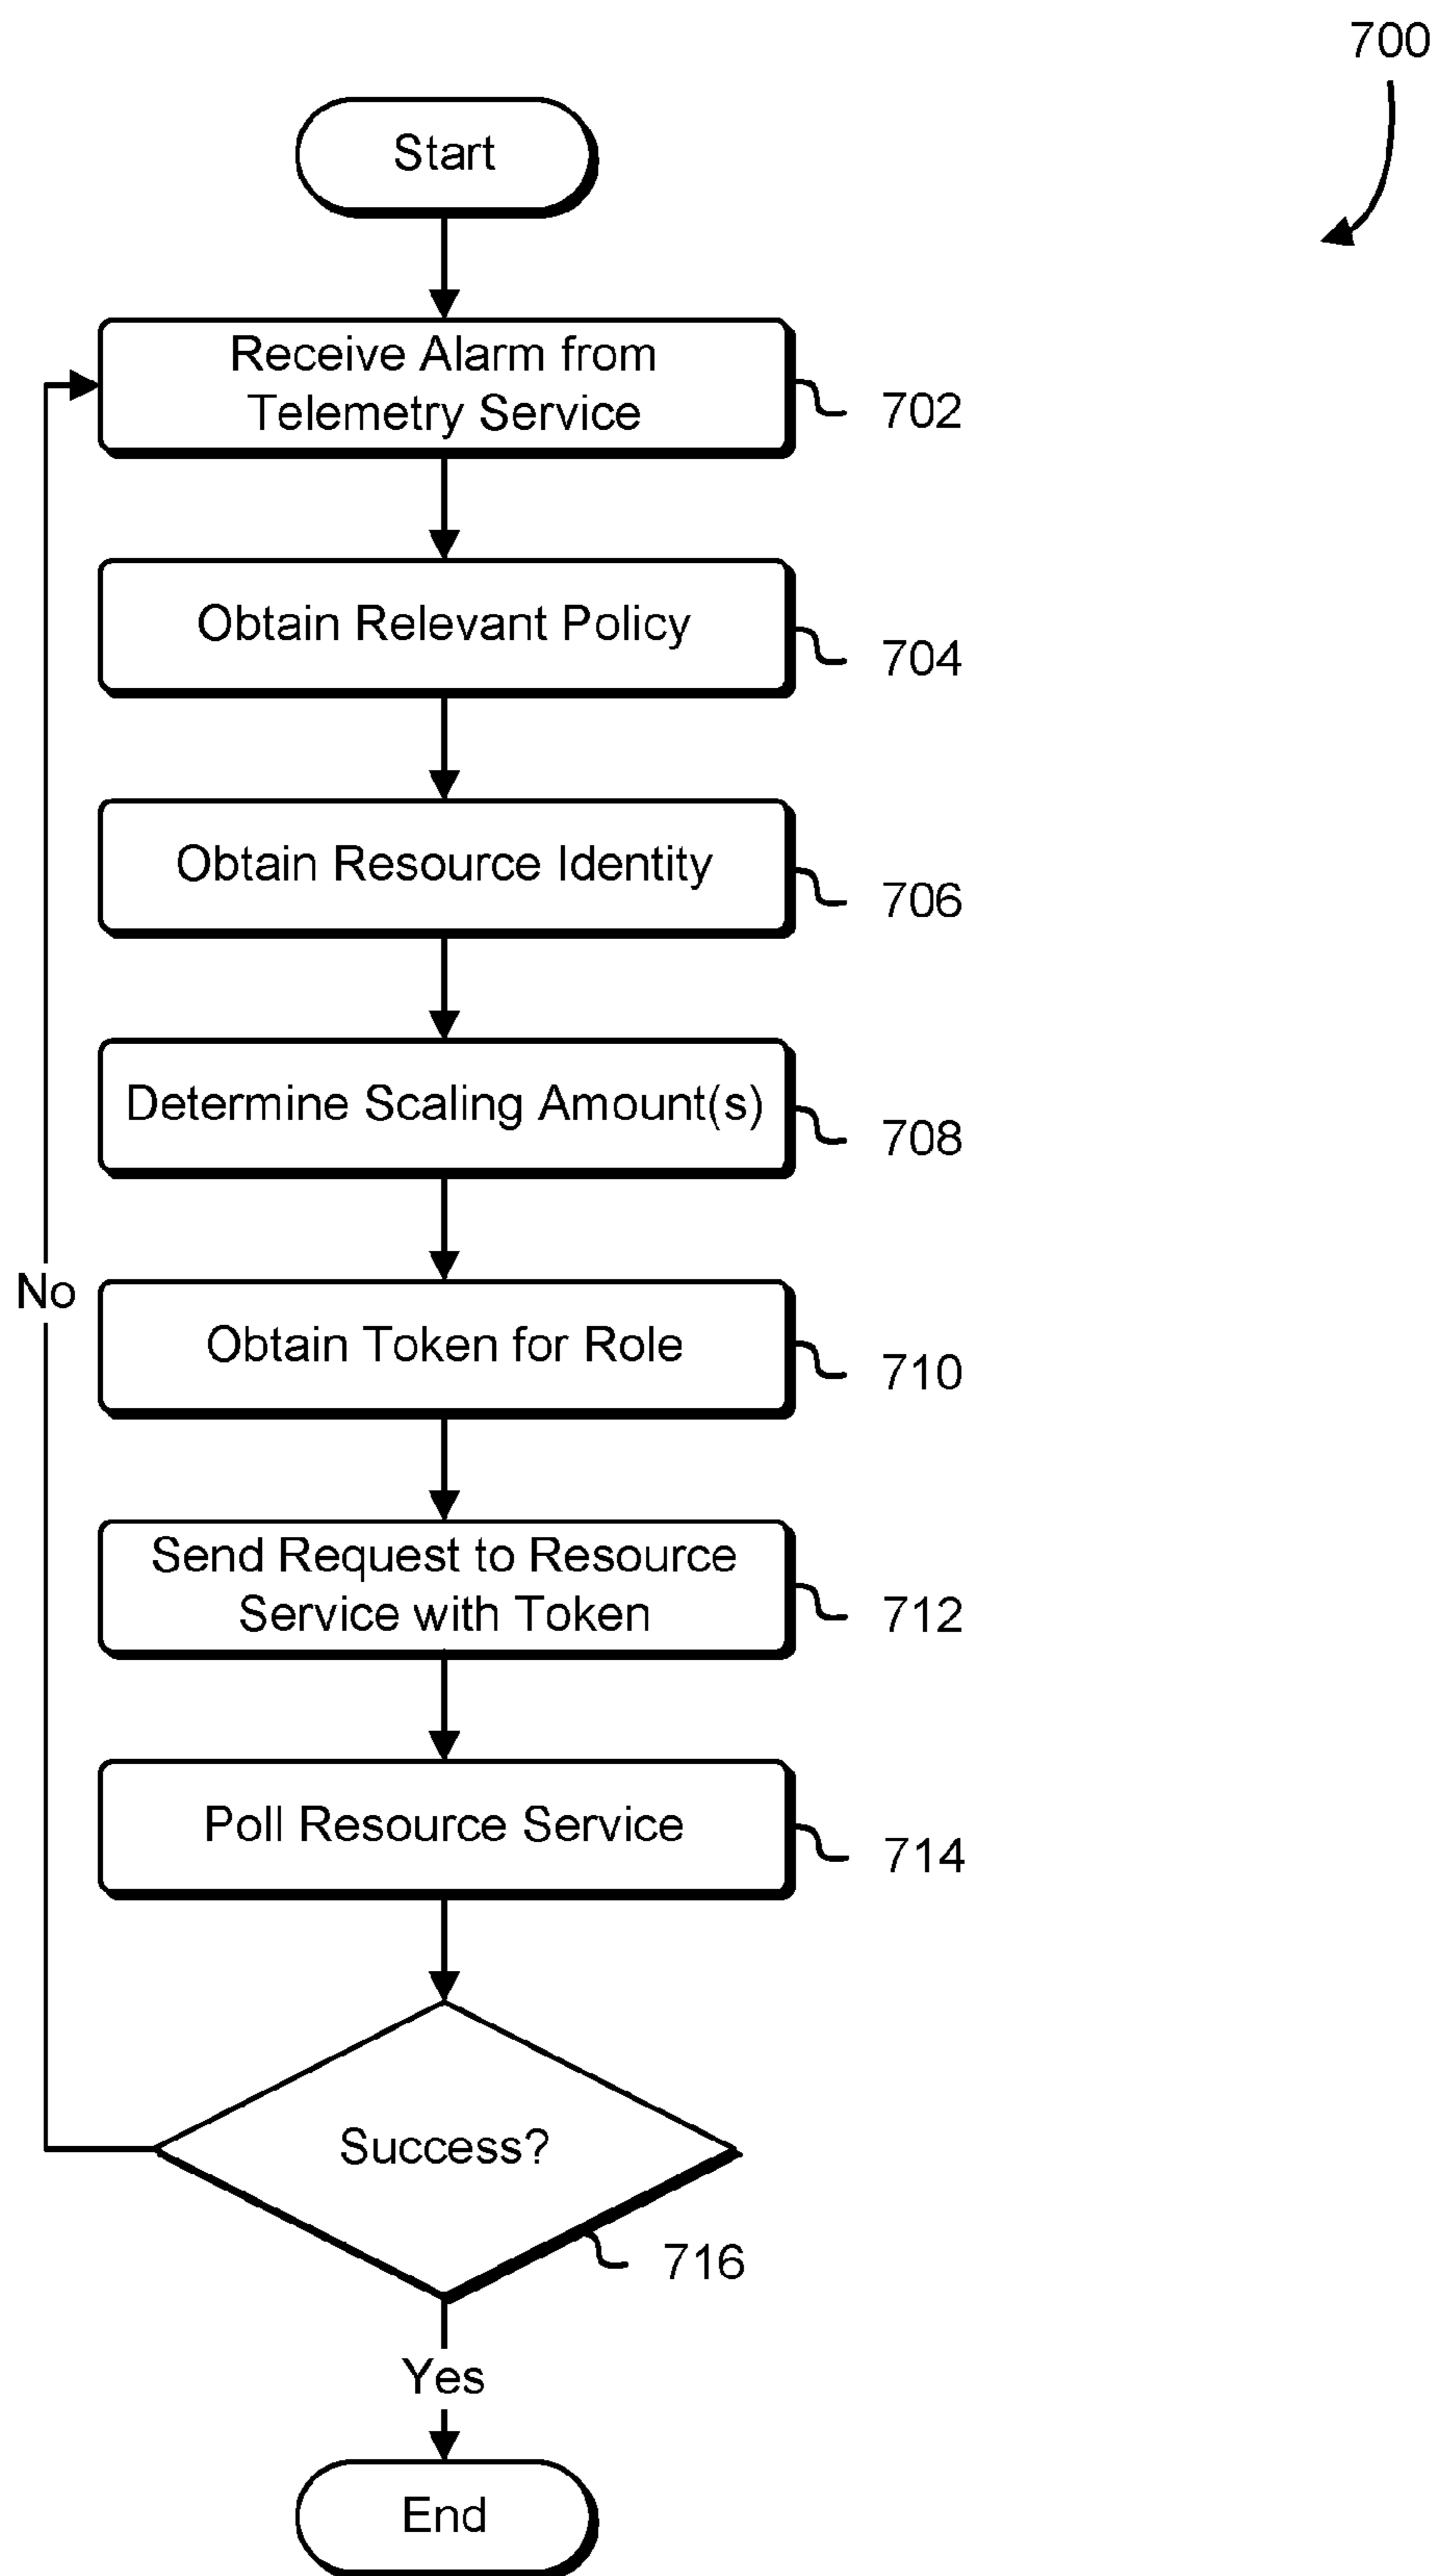 700
Start
Receive Alarm from
Telemetry Service
702
Obtain Relevant Policy
704
Obtain Resource Identity
706
Determine Scaling Amount(s)
708
No
Obtain Token for Role
710
Send Request to Resource
Service with Token
712
Poll Resource Service
714
Success?
716
Yes
End